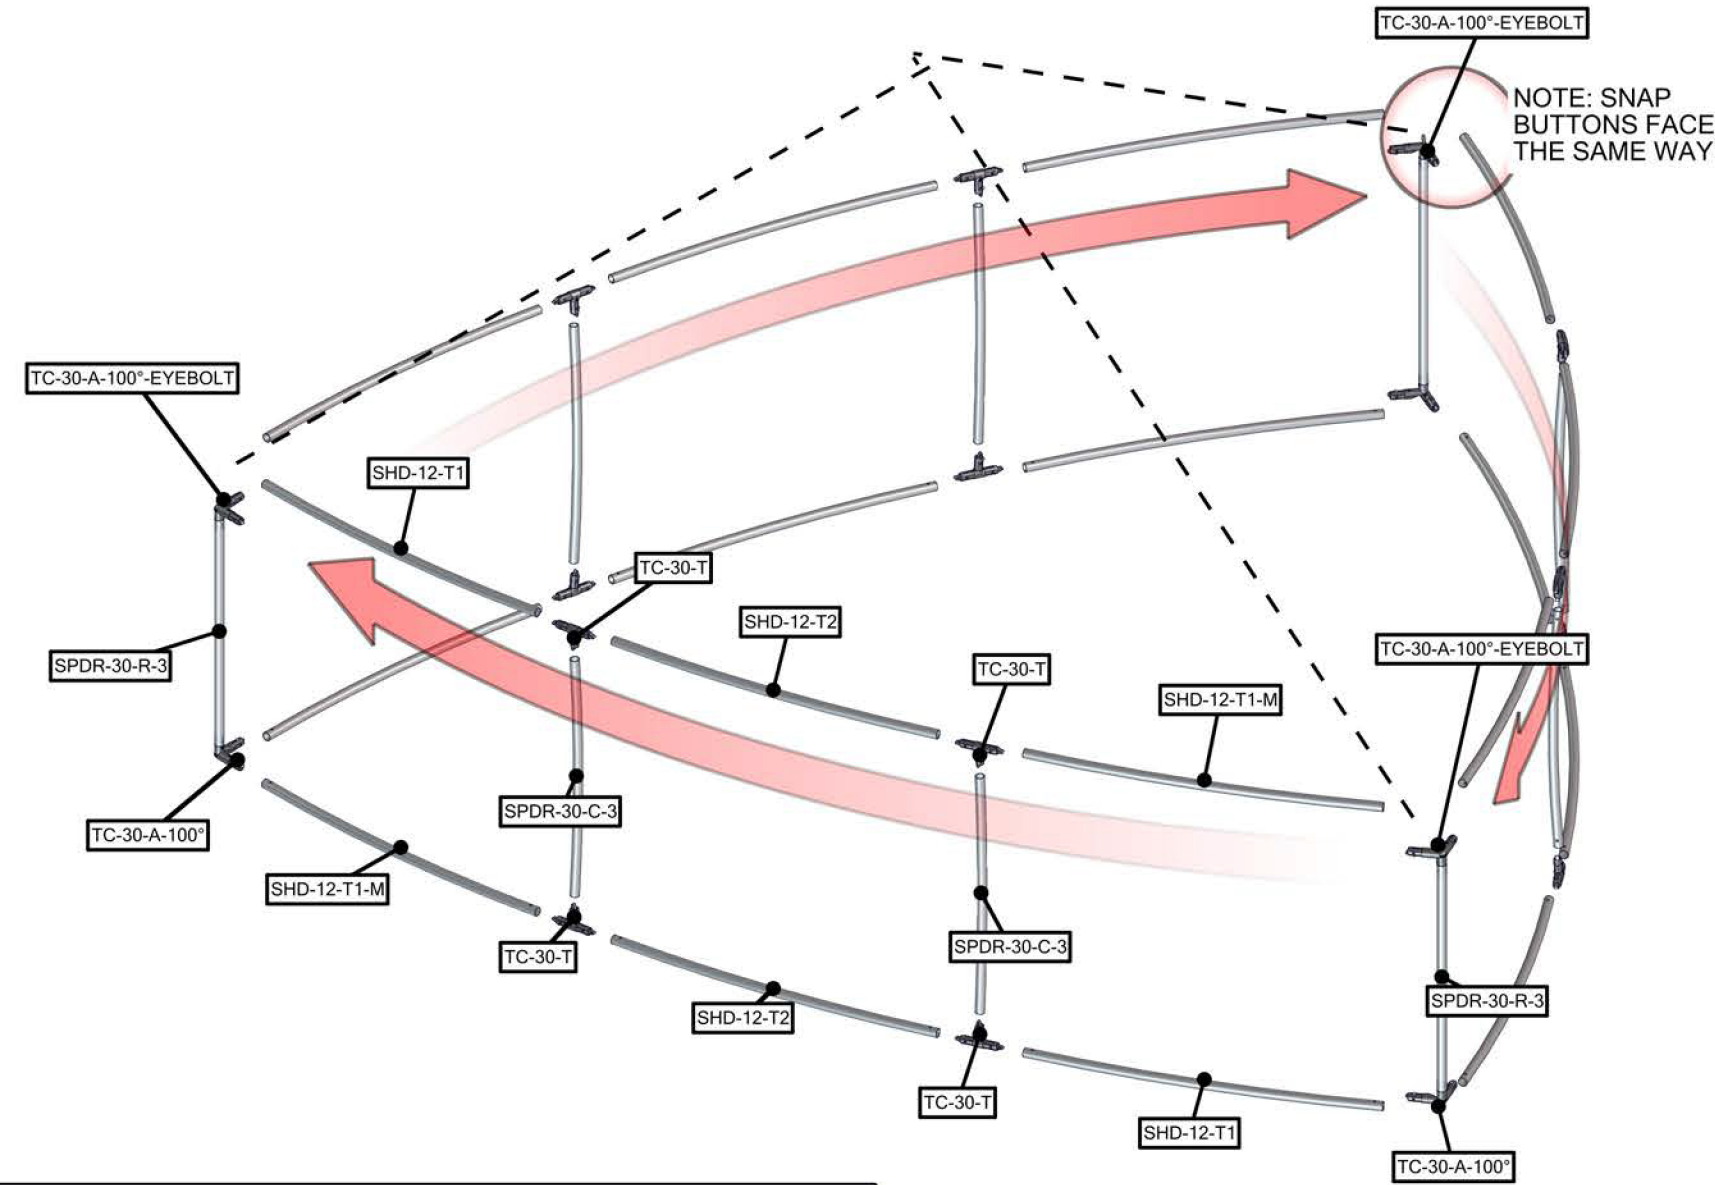 TC-30-A-100°-EYEBOLT
NOTE: SNAP
BUTTONS FACE
THE SAME WAY
TC-30-A-100°-EYEBOLT
SHD-12-T1
TC-30-T
SHD-12-T2
SPDR-30-R-3
TC-30-T
TC-30-A-100°-EYEBOLT
SHD-12-T1-M
SPDR-30-C-3
TC-30-A-100°
SHD-12-T1-M
SPDR-30-C-3
TC-30-T
SPDR-30-R-3
SHD-12-T2
TC-30-T
SHD-12-T1
TC-30-A-100°